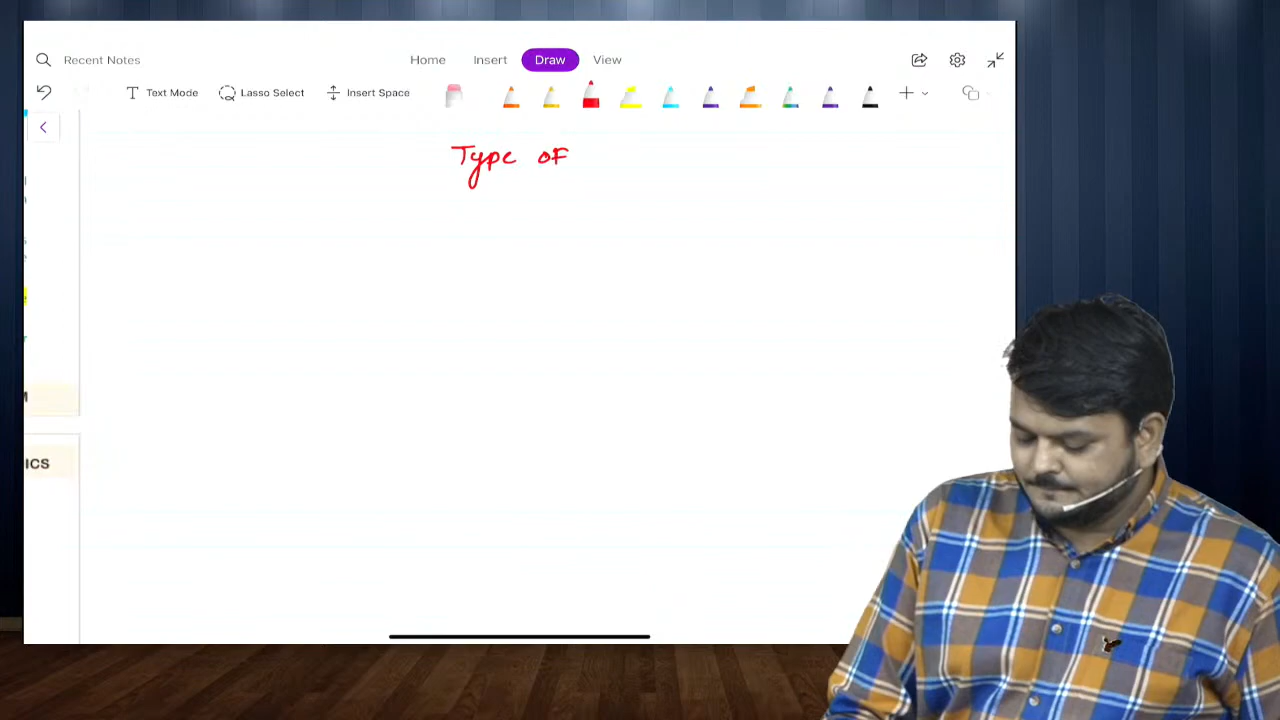 Recent Notes
Home Insert Draw View
Text Mode Lasso Select Insert Space
Type of
ICS